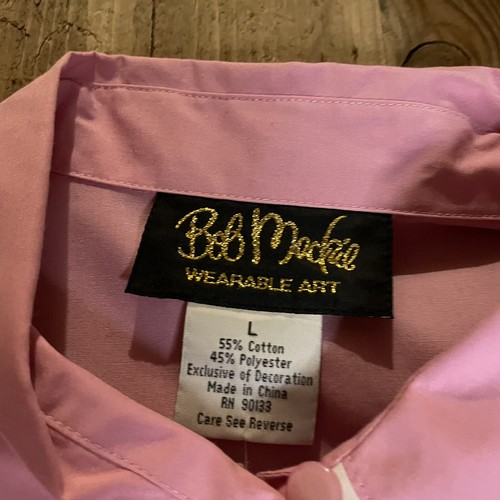 Bob Mackie
WEARABLE ART
L
55% Cotton
45% Polyester
Exclusive of Decoration
Made in China
RN 90133
Care See Reverse